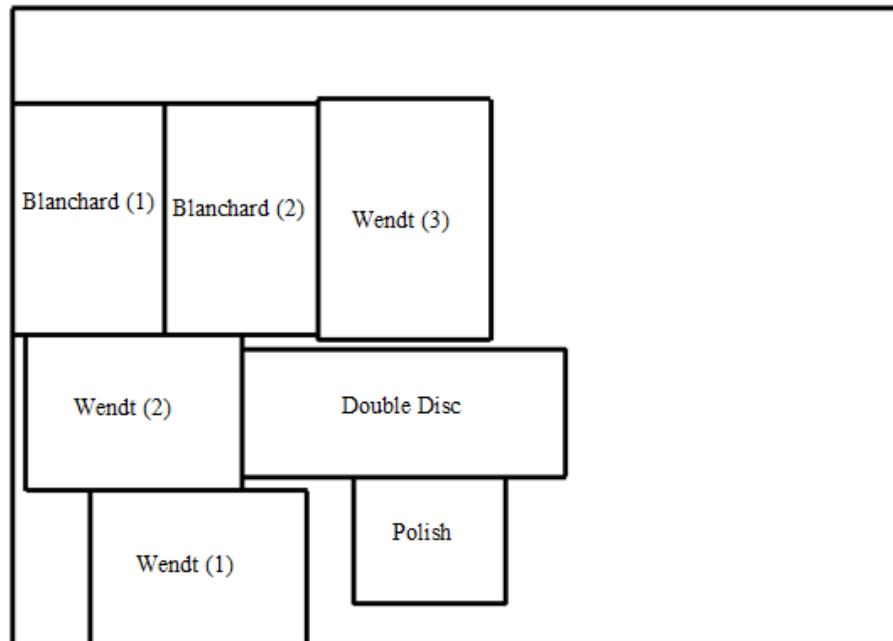 Blanchard (1)
Blanchard (2)
Wendt (3)
Wendt (2)
Double Disc
Wendt (1)
Polish